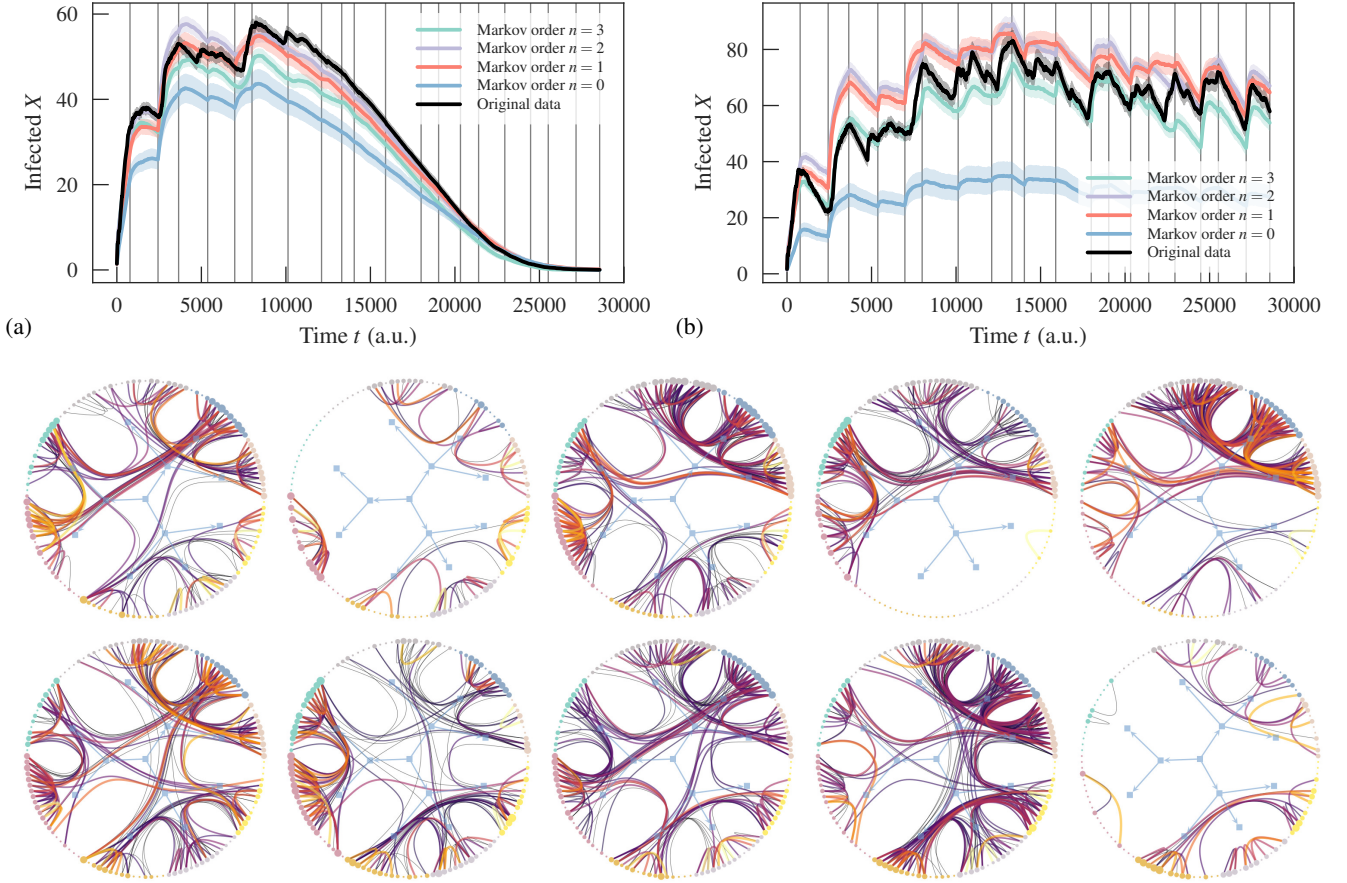 60
40
20
0
Infected X
0
5000
10000
15000
20000
25000
30000
Time t (a.u.)
(a)
Markov order n = 3
Markov order n = 2
Markov order n = 1
Markov order n = 0
Original data
80
60
40
20
0
Infected X
0
5000
10000
15000
20000
25000
30000
Time t (a.u.)
(b)
Markov order n = 3
Markov order n = 2
Markov order n = 1
Markov order n = 0
Original data